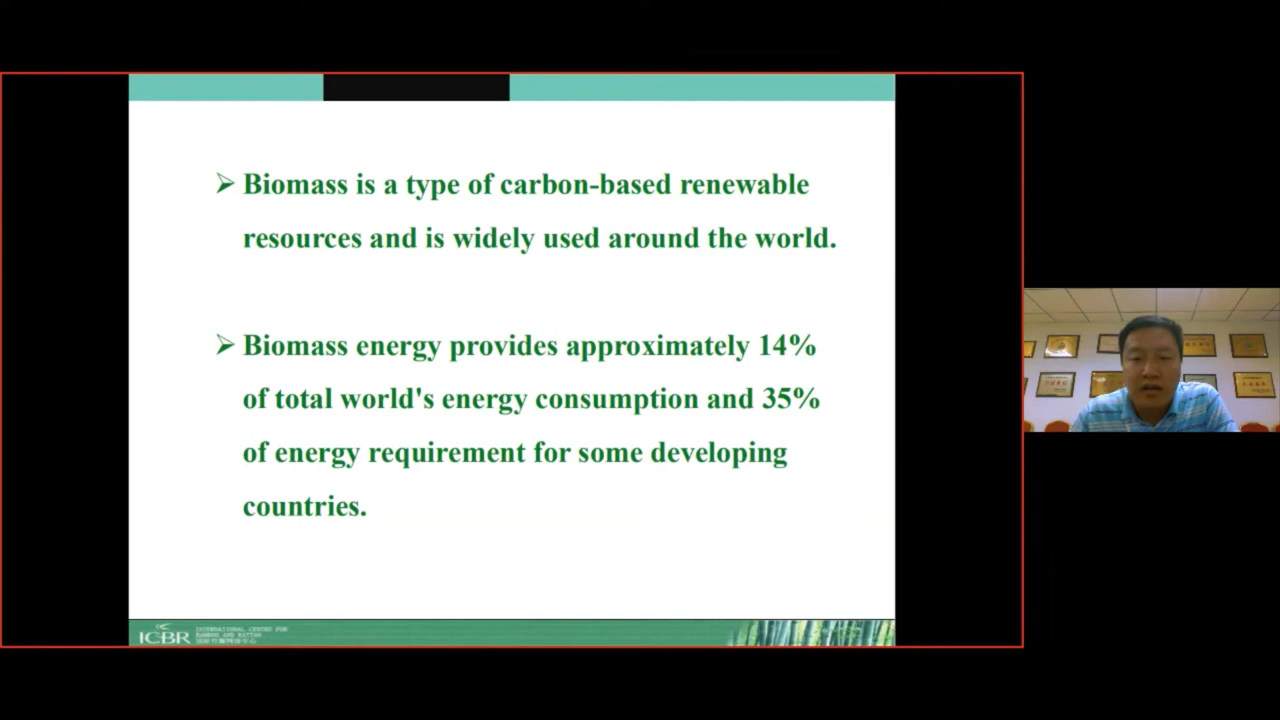 ➢ Biomass is a type of carbon-based renewable
resources and is widely used around the world.
➢ Biomass energy provides approximately 14%
of total world's energy consumption and 35%
of energy requirement for some developing
countries.
ICBR
INTERNATIONAL CENTRE FOR
BAMBOO AND RATTAN